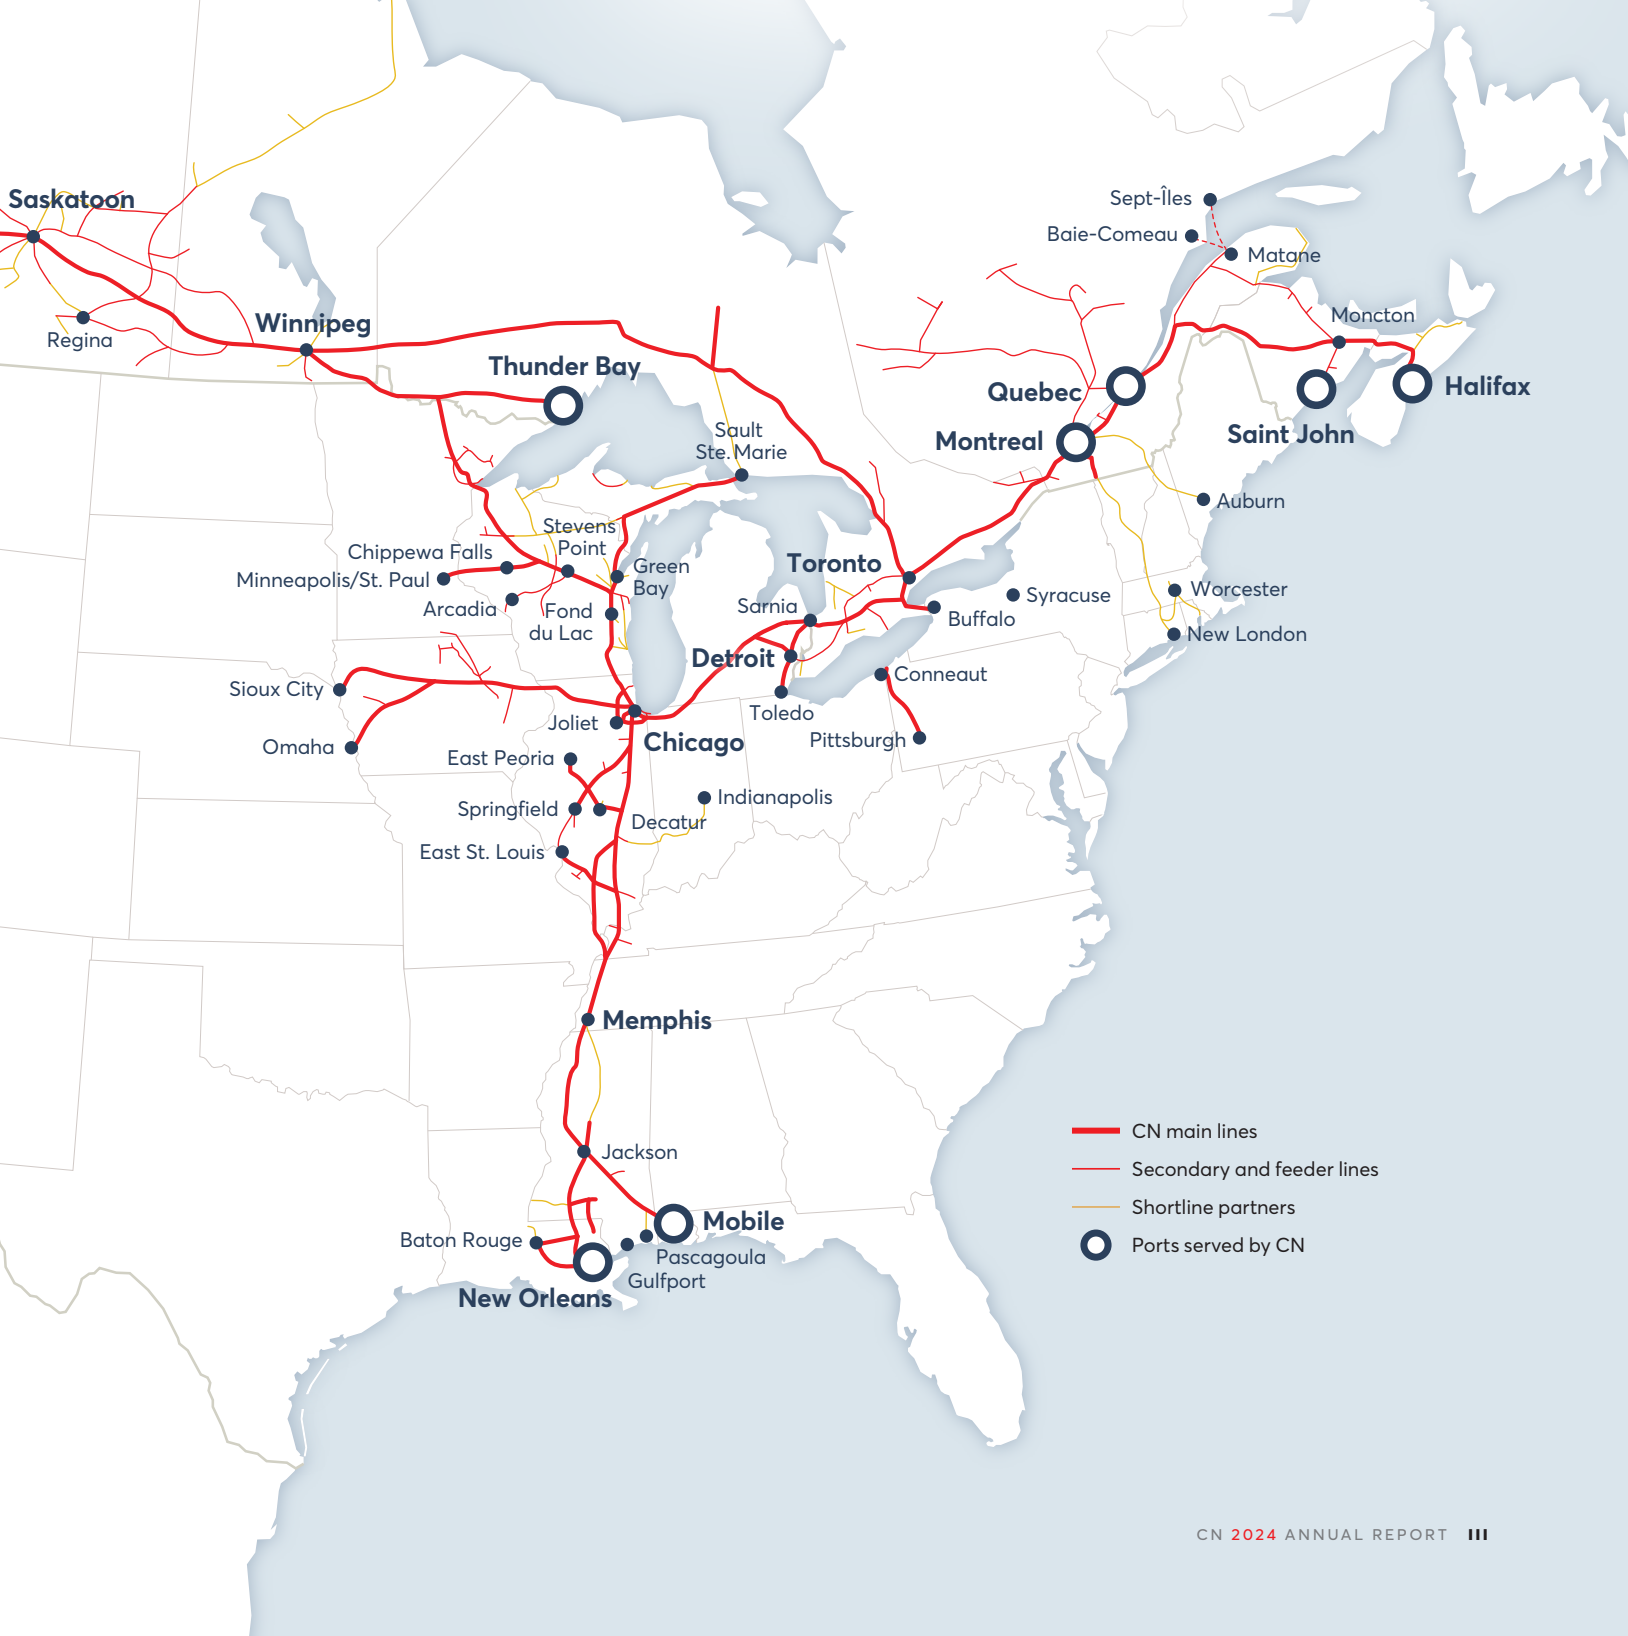 Saskatoon
Sept-Îles
Baie-Comeau
Matane
Moncton
Winnipeg
Regina
Thunder Bay
Quebec
Halifax
Sault
Ste. Marie
Montreal
Saint John
Auburn
Stevens
Point
Chippewa Falls
Minneapolis/St. Paul
Green
Bay
Toronto
Arcadia
Fond
du Lac
Sarnia
Syracuse
Worcester
Buffalo
New London
Detroit
Conneaut
Sioux City
Toledo
Joliet
Omaha
Chicago
Pittsburgh
East Peoria
Indianapolis
Springfield
Decatur
East St. Louis
Memphis
CN main lines
Jackson
Secondary and feeder lines
Shortline partners
Mobile
Baton Rouge
Ports served by CN
Pascagoula
Gulfport
New Orleans
CN 2024 ANNUAL REPORT III